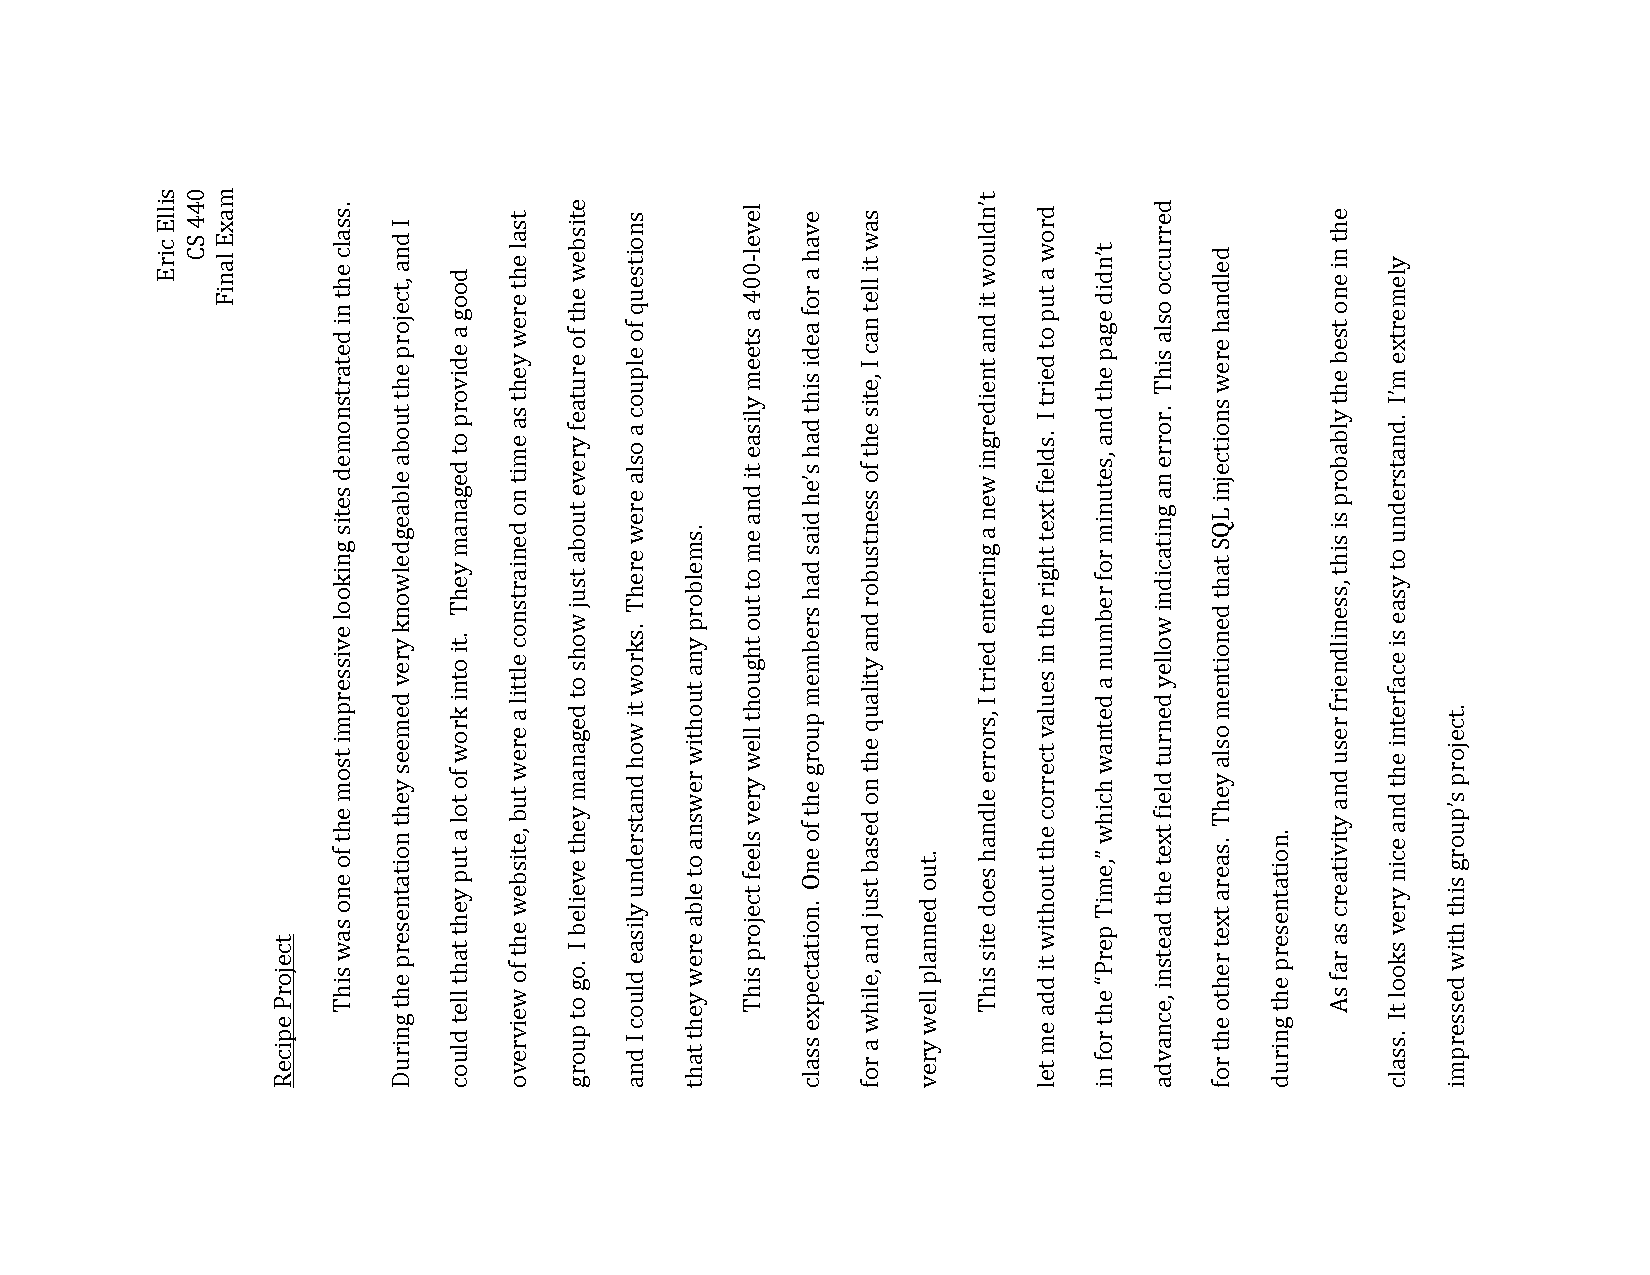 Eric Ellis
CS 440
Final Exam
Recipe Project
This was one of the most impressive looking sites demonstrated in the class.
During the presentation they seemed very knowledgeable about the project, and I
could tell that they put a lot of work into it.  They managed to provide a good
overview of the website, but were a little constrained on time as they were the last
group to go.  I believe they managed to show just about every feature of the website
and I could easily understand how it works.  There were also a couple of questions
that they were able to answer without any problems.
This project feels very well thought out to me and it easily meets a 400-level
class expectation.  One of the group members had said he’s had this idea for a have
for a while, and just based on the quality and robustness of the site, I can tell it was
very well planned out.
This site does handle errors, I tried entering a new ingredient and it wouldn’t
let me add it without the correct values in the right text fields.  I tried to put a word
in for the “Prep Time,” which wanted a number for minutes, and the page didn’t
advance, instead the text field turned yellow indicating an error.  This also occurred
for the other text areas.  They also mentioned that SQL injections were handled
during the presentation.
As far as creativity and user friendliness, this is probably the best one in the
class.  It looks very nice and the interface is easy to understand.  I’m extremely
impressed with this group’s project.